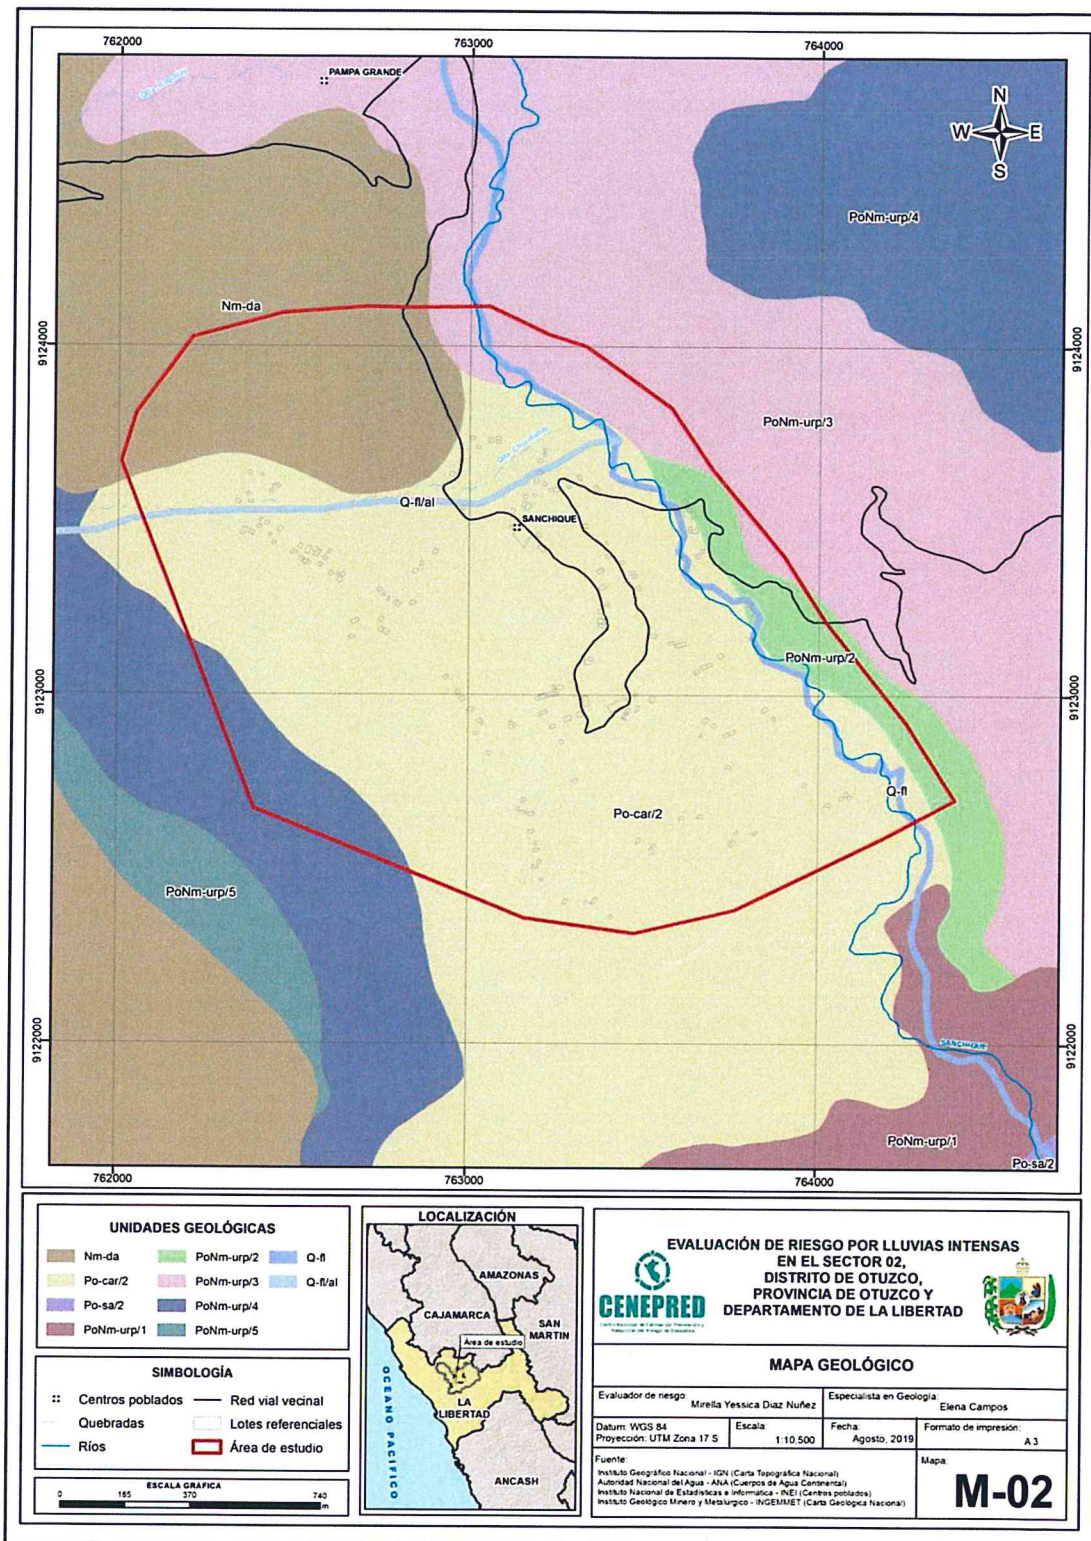 762000
763000
764000
PAMPA GRANDE
N
W
E
S
PoNm-urp/4
Nm-da
9124000
9124000
PoNm-urp/3
Q-fl/al
SANCHIQUE
PoNm-urp/2
9123000
9123000
Q-fl
Po-car/2
PoNm-urp/5
9122000
9122000
SANCHIQUE
PoNm-urp/1
Po-sa/2
762000
763000
764000
UNIDADES GEOLÓGICAS
Nm-da
Po-car/2
Po-sa/2
PoNm-urp/1
PoNm-urp/2
PoNm-urp/3
PoNm-urp/4
PoNm-urp/5
Q-fl
Q-fl/al
SIMBOLOGÍA
Centros poblados
Quebradas
Ríos
Red vial vecinal
Lotes referenciales
Área de estudio
ESCALA GRÁFICA
0 185 370 740
m
LOCALIZACIÓN
AMAZONAS
CAJAMARCA
SAN
MARTIN
Área de estudio
LA
LIBERTAD
OCEANO PACIFICO
ANCASH
CENEPRED
EVALUACIÓN DE RIESGO POR LLUVIAS INTENSAS
EN EL SECTOR 02,
DISTRITO DE OTUZCO,
PROVINCIA DE OTUZCO Y
DEPARTAMENTO DE LA LIBERTAD
MAPA GEOLÓGICO
Evaluador de riesgo:
Mirella Yessica Diaz Nuñez
Especialista en Geología:
Elena Campos
Datum: WGS 84
Proyección: UTM Zona 17 S
Escala:
1:10,500
Fecha:
Agosto, 2019
Formato de impresión:
A 3
Fuente:
Instituto Geográfico Nacional - IGN (Carta Topográfica Nacional)
Autoridad Nacional del Agua - ANA (Cuerpos de Agua Continental)
Instituto Nacional de Estadísticas e Informática - INEI (Centros poblados)
Instituto Geológico Minero y Metalurgico - INGEMMET (Carta Geológica Nacional)
Mapa:
M-02